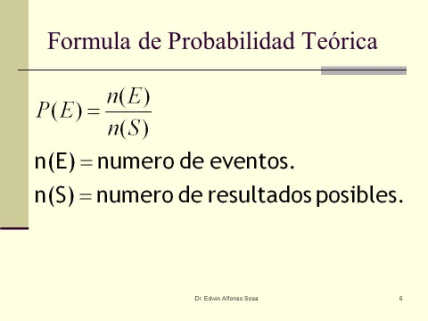 Formula de Probabilidad Teórica
P(E) = n(E) / n(S)
n(E) = numero de eventos.
n(S) = numero de resultados posibles.
Dr. Edwin Alfonso Sosa
6